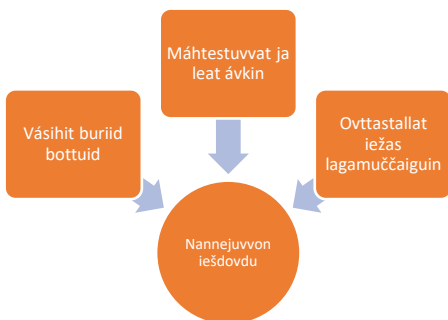 Máhtestuvvat ja
leat ávkin
Vásihit buriid
bottuid
Ovttastallat
iežas
lagamuččaiguin
Nannejuvvon
iešdovdu